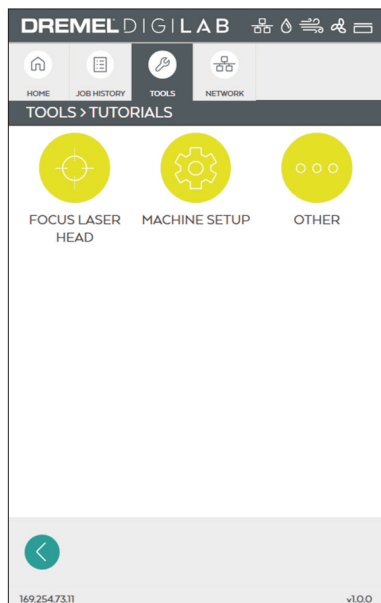 DREMEL DIGILAB
HOME JOB HISTORY TOOLS NETWORK
TOOLS > TUTORIALS
FOCUS LASER HEAD
MACHINE SETUP
OTHER
169.254.73.11 v1.0.0